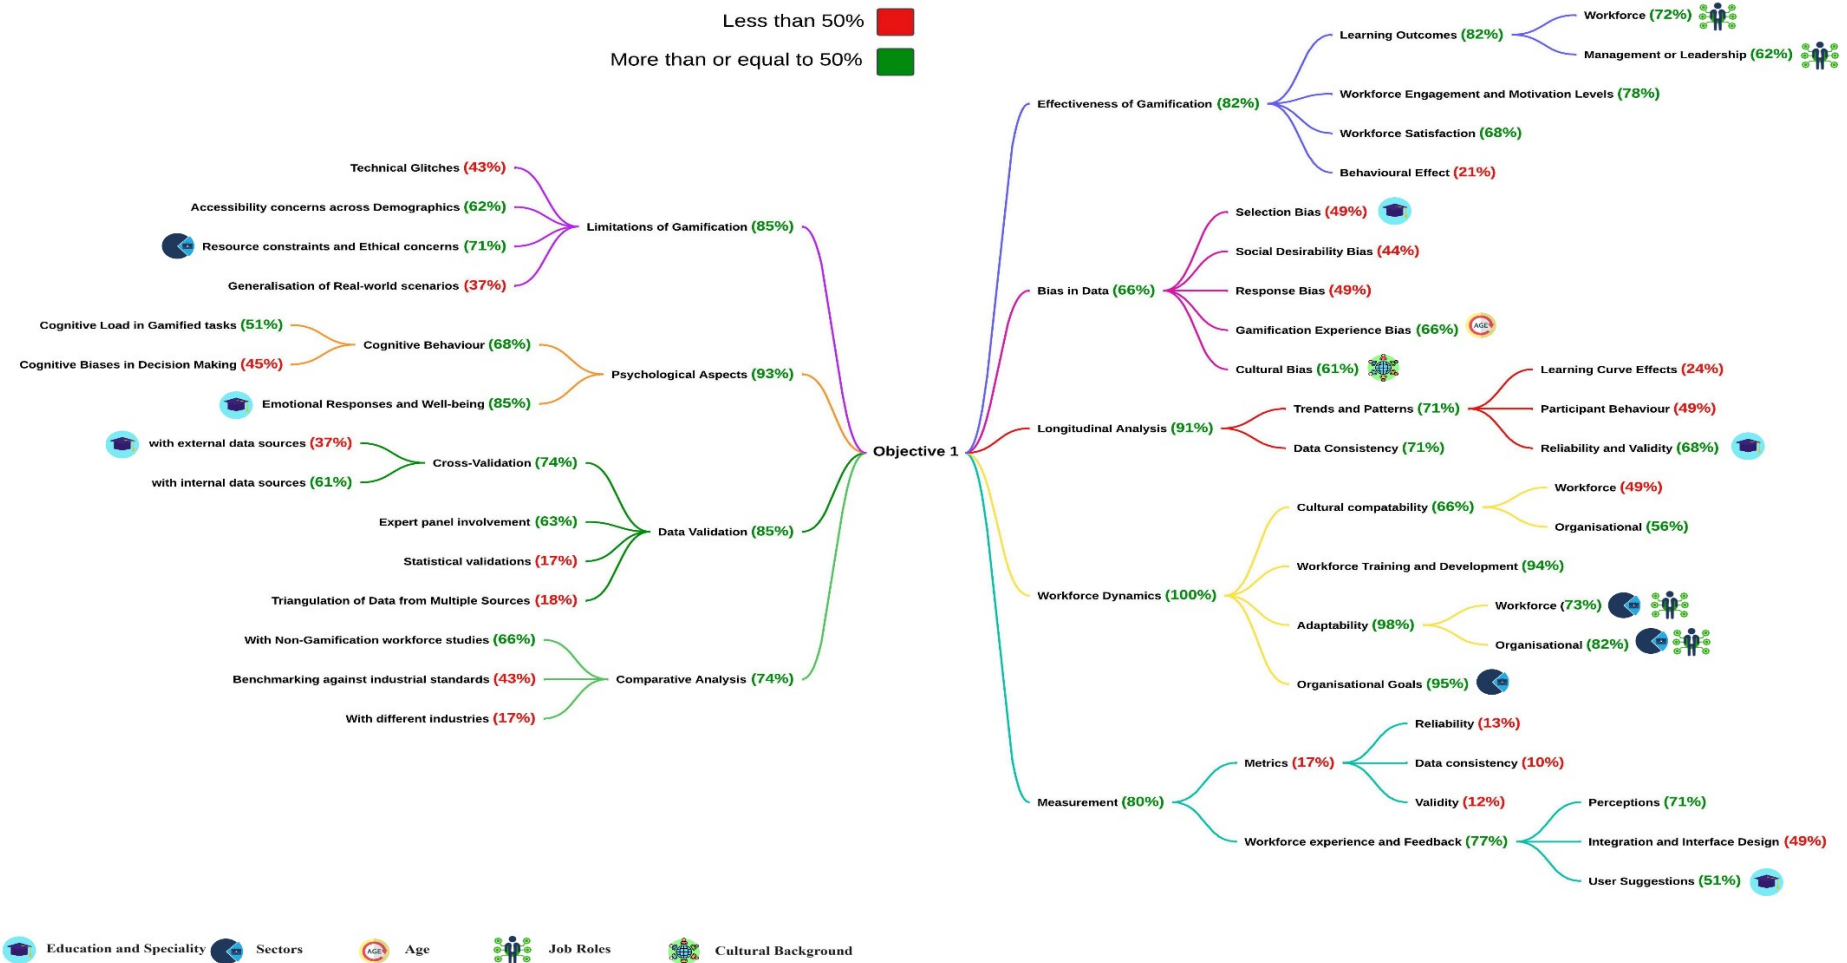 Less than 50%
More than or equal to 50%
Technical Glitches (43%)
Accessibility concerns across Demographics (62%)
Resource constraints and Ethical concerns (71%)
Generalisation of Real-world scenarios (37%)
Limitations of Gamification (85%)
Cognitive Load in Gamified tasks (51%)
Cognitive Biases in Decision Making (45%)
Cognitive Behaviour (68%)
Emotional Responses and Well-being (85%)
Psychological Aspects (93%)
with external data sources (37%)
with internal data sources (61%)
Cross-Validation (74%)
Expert panel involvement (63%)
Statistical validations (17%)
Triangulation of Data from Multiple Sources (18%)
Data Validation (85%)
With Non-Gamification workforce studies (66%)
Benchmarking against industrial standards (43%)
With different industries (17%)
Comparative Analysis (74%)
Objective 1
Effectiveness of Gamification (82%)
Learning Outcomes (82%)
Workforce (72%)
Management or Leadership (62%)
Workforce Engagement and Motivation Levels (78%)
Workforce Satisfaction (68%)
Behavioural Effect (21%)
Bias in Data (66%)
Selection Bias (49%)
Social Desirability Bias (44%)
Response Bias (49%)
Gamification Experience Bias (66%)
AGE
Cultural Bias (61%)
Longitudinal Analysis (91%)
Trends and Patterns (71%)
Learning Curve Effects (24%)
Participant Behaviour (49%)
Reliability and Validity (68%)
Data Consistency (71%)
Workforce Dynamics (100%)
Cultural compatability (66%)
Workforce (49%)
Organisational (56%)
Workforce Training and Development (94%)
Adaptability (98%)
Workforce (73%)
Organisational (82%)
Organisational Goals (95%)
Measurement (80%)
Metrics (17%)
Reliability (13%)
Data consistency (10%)
Validity (12%)
Workforce experience and Feedback (77%)
Perceptions (71%)
Integration and Interface Design (49%)
User Suggestions (51%)
Education and Speciality
Sectors
AGE
Age
Job Roles
Cultural Background